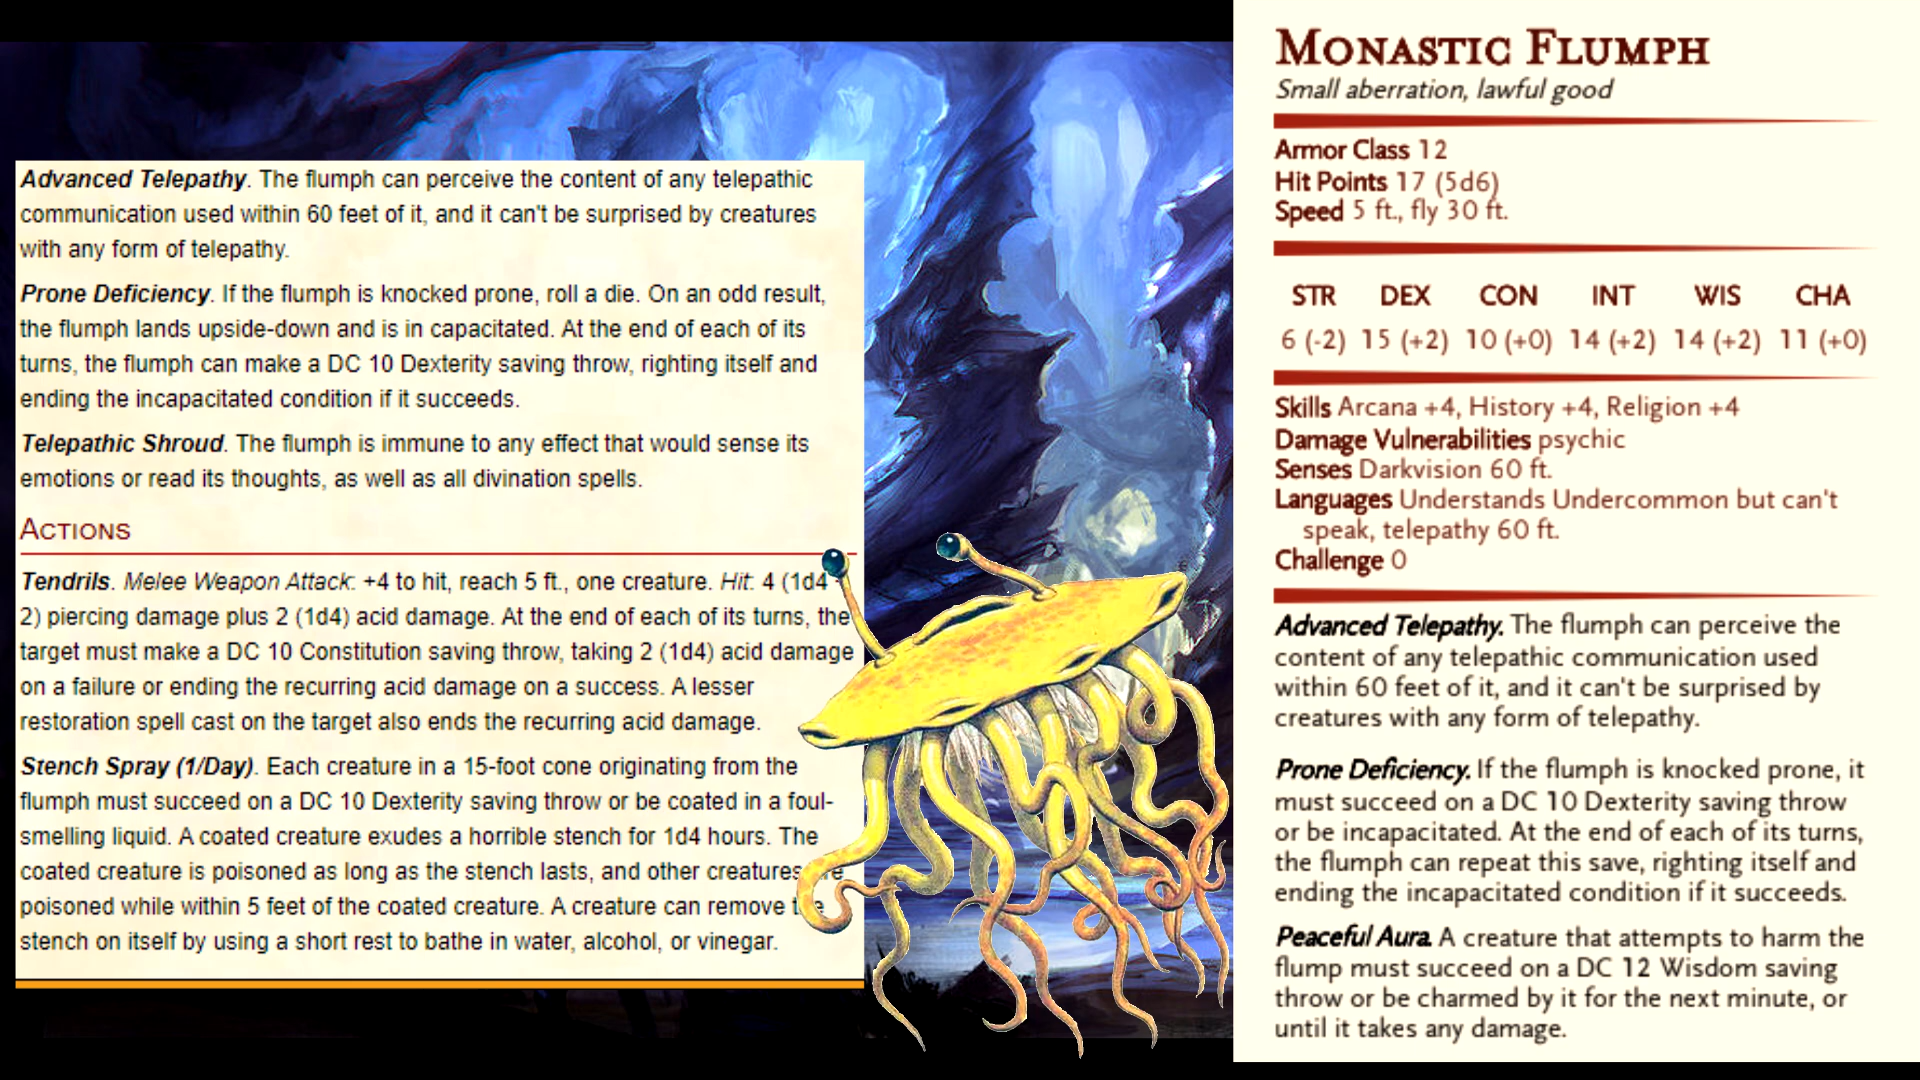 Advanced Telepathy. The flumph can perceive the content of any telepathic
communication used within 60 feet of it, and it can't be surprised by creatures
with any form of telepathy.
Prone Deficiency. If the flumph is knocked prone, roll a die. On an odd result,
the flumph lands upside-down and is in capacitated. At the end of each of its
turns, the flumph can make a DC 10 Dexterity saving throw, righting itself and
ending the incapacitated condition if it succeeds.
Telepathic Shroud. The flumph is immune to any effect that would sense its
emotions or read its thoughts, as well as all divination spells.
ACTIONS
Tendrils. Melee Weapon Attack: +4 to hit, reach 5 ft., one creature. Hit: 4 (1d4
2) piercing damage plus 2 (1d4) acid damage. At the end of each of its turns, the
target must make a DC 10 Constitution saving throw, taking 2 (1d4) acid damage
on a failure or ending the recurring acid damage on a success. A lesser
restoration spell cast on the target also ends the recurring acid damage.
Stench Spray (1/Day). Each creature in a 15-foot cone originating from the
flumph must succeed on a DC 10 Dexterity saving throw or be coated in a foul-
smelling liquid. A coated creature exudes a horrible stench for 1d4 hours. The
coated creature is poisoned as long as the stench lasts, and other creatures
poisoned while within 5 feet of the coated creature. A creature can remove
stench on itself by using a short rest to bathe in water, alcohol, or vinegar.
MONASTIC FLUMPH
Small aberration, lawful good
Armor Class 12
Hit Points 17 (5d6)
Speed 5 ft., fly 30 ft.
STR DEX CON INT WIS CHA
6 (-2) 15 (+2) 10 (+0) 14 (+2) 14 (+2) 11 (+0)
Skills Arcana +4, History +4, Religion +4
Damage Vulnerabilities psychic
Senses Darkvision 60 ft.
Languages Understands Undercommon but can't
speak, telepathy 60 ft.
Challenge 0
Advanced Telepathy. The flumph can perceive the
content of any telepathic communication used
within 60 feet of it, and it can't be surprised by
creatures with any form of telepathy.
Prone Deficiency. If the flumph is knocked prone, it
must succeed on a DC 10 Dexterity saving throw
or be incapacitated. At the end of each of its turns,
the flumph can repeat this save, righting itself and
ending the incapacitated condition if it succeeds.
Peaceful Aura. A creature that attempts to harm the
flump must succeed on a DC 12 Wisdom saving
throw or be charmed by it for the next minute, or
until it takes any damage.